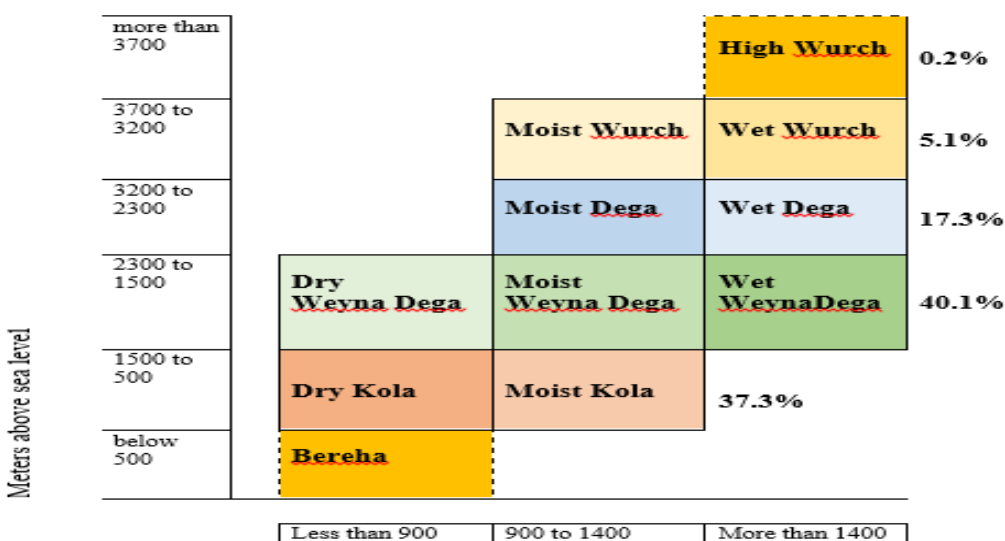 more than
3700
High Wurch
0.2%
3700 to
3200
Moist Wurch
Wet Wurch
5.1%
3200 to
2300
Moist Dega
Wet Dega
17.3%
2300 to
1500
Dry
Weyna Dega
Moist
Weyna Dega
Wet
WeynaDega
40.1%
1500 to
500
Dry Kola
Moist Kola
37.3%
below
500
Bereha
Meters above sea level
Less than 900
900 to 1400
More than 1400